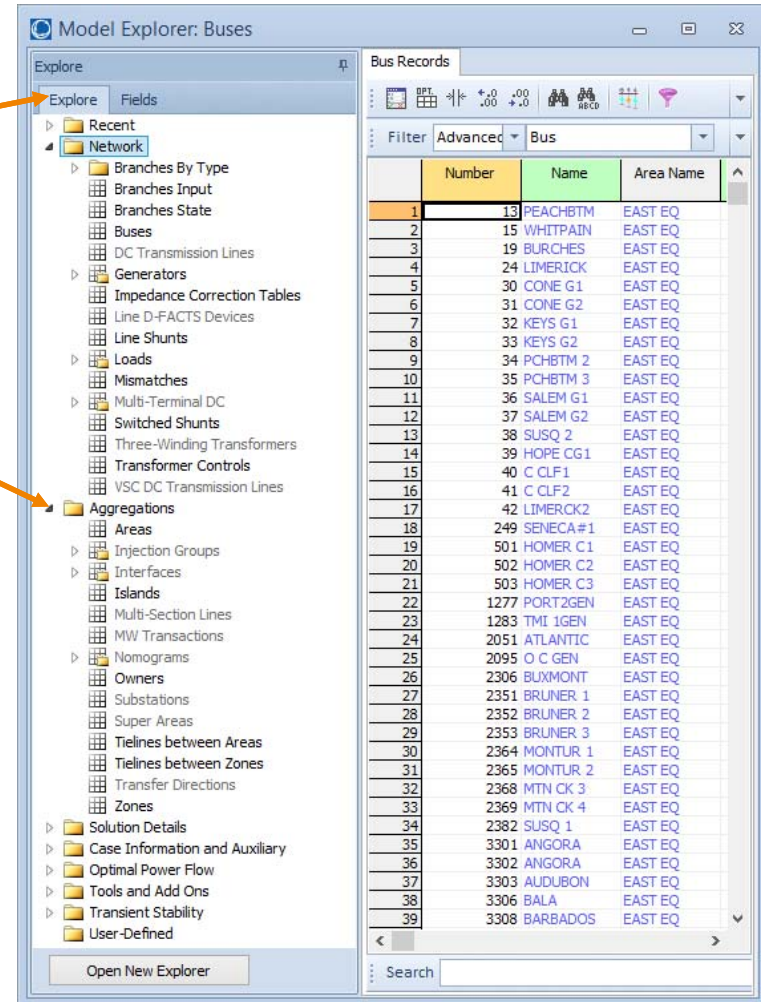 Model Explorer: Buses
Explore
Explore Fields
Recent
Network
Branches By Type
Branches Input
Branches State
Buses
DC Transmission Lines
Generators
Impedance Correction Tables
Line D-FACTS Devices
Line Shunts
Loads
Mismatches
Multi-Terminal DC
Switched Shunts
Three-Winding Transformers
Transformer Controls
VSC DC Transmission Lines
Aggregations
Areas
Injection Groups
Interfaces
Islands
Multi-Section Lines
MW Transactions
Nomograms
Owners
Substations
Super Areas
Tielines between Areas
Tielines between Zones
Transfer Directions
Zones
Solution Details
Case Information and Auxiliary
Optimal Power Flow
Tools and Add Ons
Transient Stability
User-Defined
Open New Explorer
Bus Records
Filter Advanced Bus
Number Name Area Name
1 13 PEACHBTM EAST EQ
2 15 WHITPAIN EAST EQ
3 19 BURCHES EAST EQ
4 24 LIMERICK EAST EQ
5 30 CONE G1 EAST EQ
6 31 CONE G2 EAST EQ
7 32 KEYS G1 EAST EQ
8 33 KEYS G2 EAST EQ
9 34 PCHBTM 2 EAST EQ
10 35 PCHBTM 3 EAST EQ
11 36 SALEM G1 EAST EQ
12 37 SALEM G2 EAST EQ
13 38 SUSQ 2 EAST EQ
14 39 HOPE CG1 EAST EQ
15 40 C CLF1 EAST EQ
16 41 C CLF2 EAST EQ
17 42 LIMERCK2 EAST EQ
18 249 SENECA#1 EAST EQ
19 501 HOMER C1 EAST EQ
20 502 HOMER C2 EAST EQ
21 503 HOMER C3 EAST EQ
22 1277 PORT2GEN EAST EQ
23 1283 TMI 1GEN EAST EQ
24 2051 ATLANTIC EAST EQ
25 2095 O C GEN EAST EQ
26 2306 BUXMONT EAST EQ
27 2351 BRUNER 1 EAST EQ
28 2352 BRUNER 2 EAST EQ
29 2353 BRUNER 3 EAST EQ
30 2364 MONTUR 1 EAST EQ
31 2365 MONTUR 2 EAST EQ
32 2368 MTN CK 3 EAST EQ
33 2369 MTN CK 4 EAST EQ
34 2382 SUSQ 1 EAST EQ
35 3301 ANGORA EAST EQ
36 3302 ANGORA EAST EQ
37 3303 AUDUBON EAST EQ
38 3306 BALA EAST EQ
39 3308 BARBADOS EAST EQ
Search